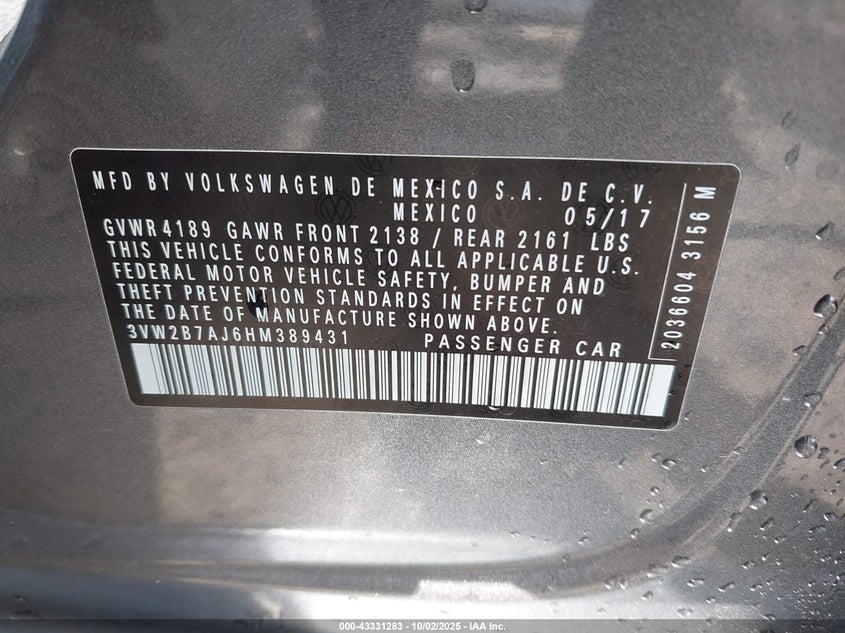 MFD BY VOLKSWAGEN DE MEXICO S.A. DE C.V.
MEXICO 05/17
GVWR 4189 GAWR FRONT 2138 / REAR 2161 LBS
THIS VEHICLE CONFORMS TO ALL APPLICABLE U.S.
FEDERAL MOTOR VEHICLE SAFETY, BUMPER AND
THEFT PREVENTION STANDARDS IN EFFECT ON
THE DATE OF MANUFACTURE SHOWN ABOVE.
3VW2B7AJ6HM389431 PASSENGER CAR
2036604 3156 M
000-43331283 - 10/02/2025 - IAA Inc.